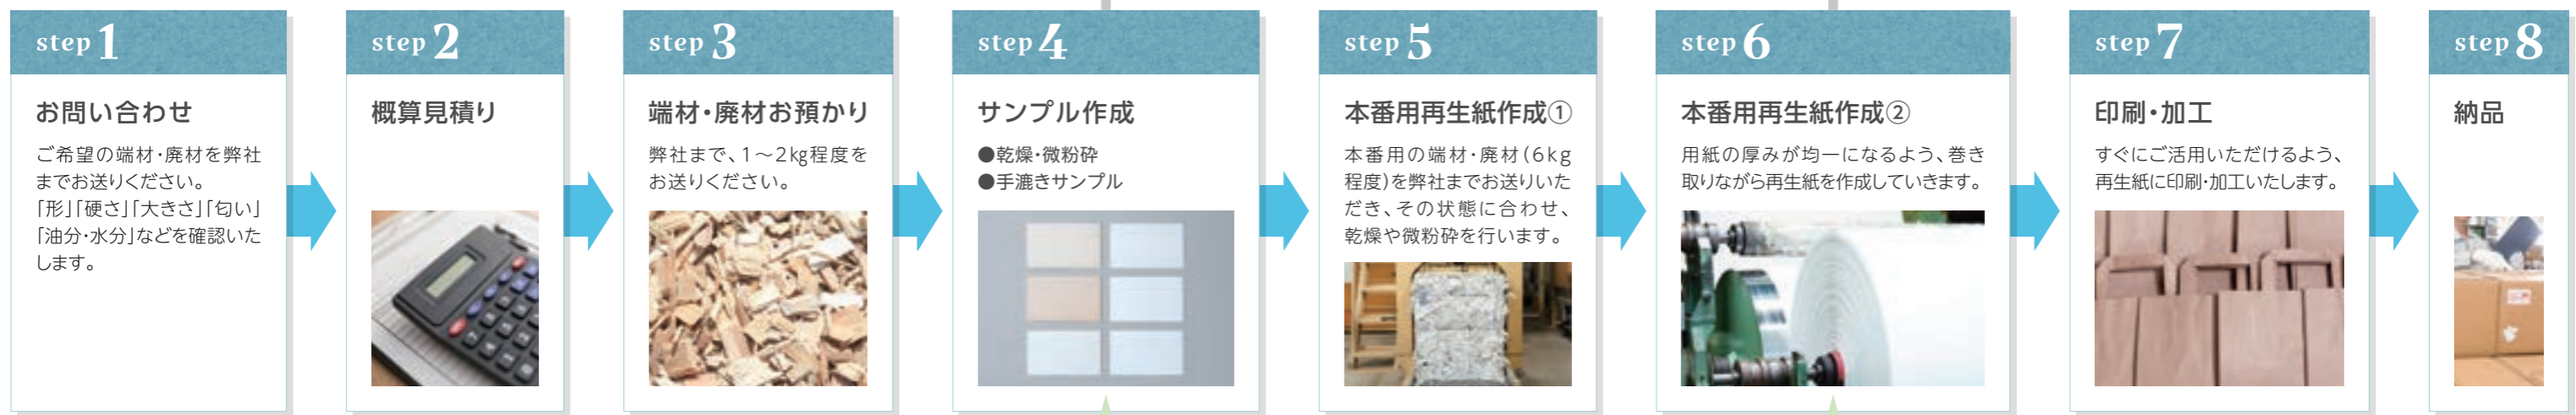 step 1
お問い合わせ
ご希望の端材・廃材を弊社
までお送りください。
「形」「硬さ」「大きさ」「匂い」
「油分・水分」などを確認いた
します。
step 2
概算見積り
step 3
端材・廃材お預かり
弊社まで、1〜2kg程度を
お送りください。
step 4
サンプル作成
●乾燥・微粉砕
●手漉きサンプル
step 5
本番用再生紙作成①
本番用の端材・廃材(6kg
程度)を弊社までお送りいた
だき、その状態に合わせ、
乾燥や微粉砕を行います。
step 6
本番用再生紙作成②
用紙の厚みが均一になるよう、巻き
取りながら再生紙を作成していきます。
step 7
印刷・加工
すぐにご活用いただけるよう、
再生紙に印刷・加工いたします。
step 8
納品